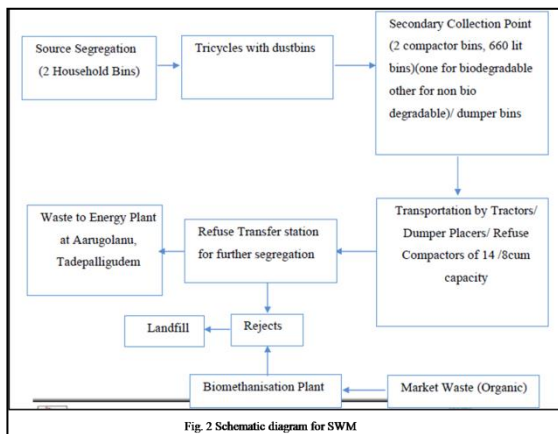 Source Segregation
(2 Household Bins)
Tricycles with dustbins
Secondary Collection Point
(2 compactor bins, 660 lit
bins)(one for biodegradable
other for non bio
degradable)/ dumper bins
Waste to Energy Plant
at Aarugolanu,
Tadepalligudem
Refuse Transfer station
for further segregation
Transportation by Tractors/
Dumper Placers/ Refuse
Compactors of 14 /8cum
capacity
Landfill
Rejects
Biomethanisation Plant
Market Waste (Organic)
Fig. 2 Schematic diagram for SWM